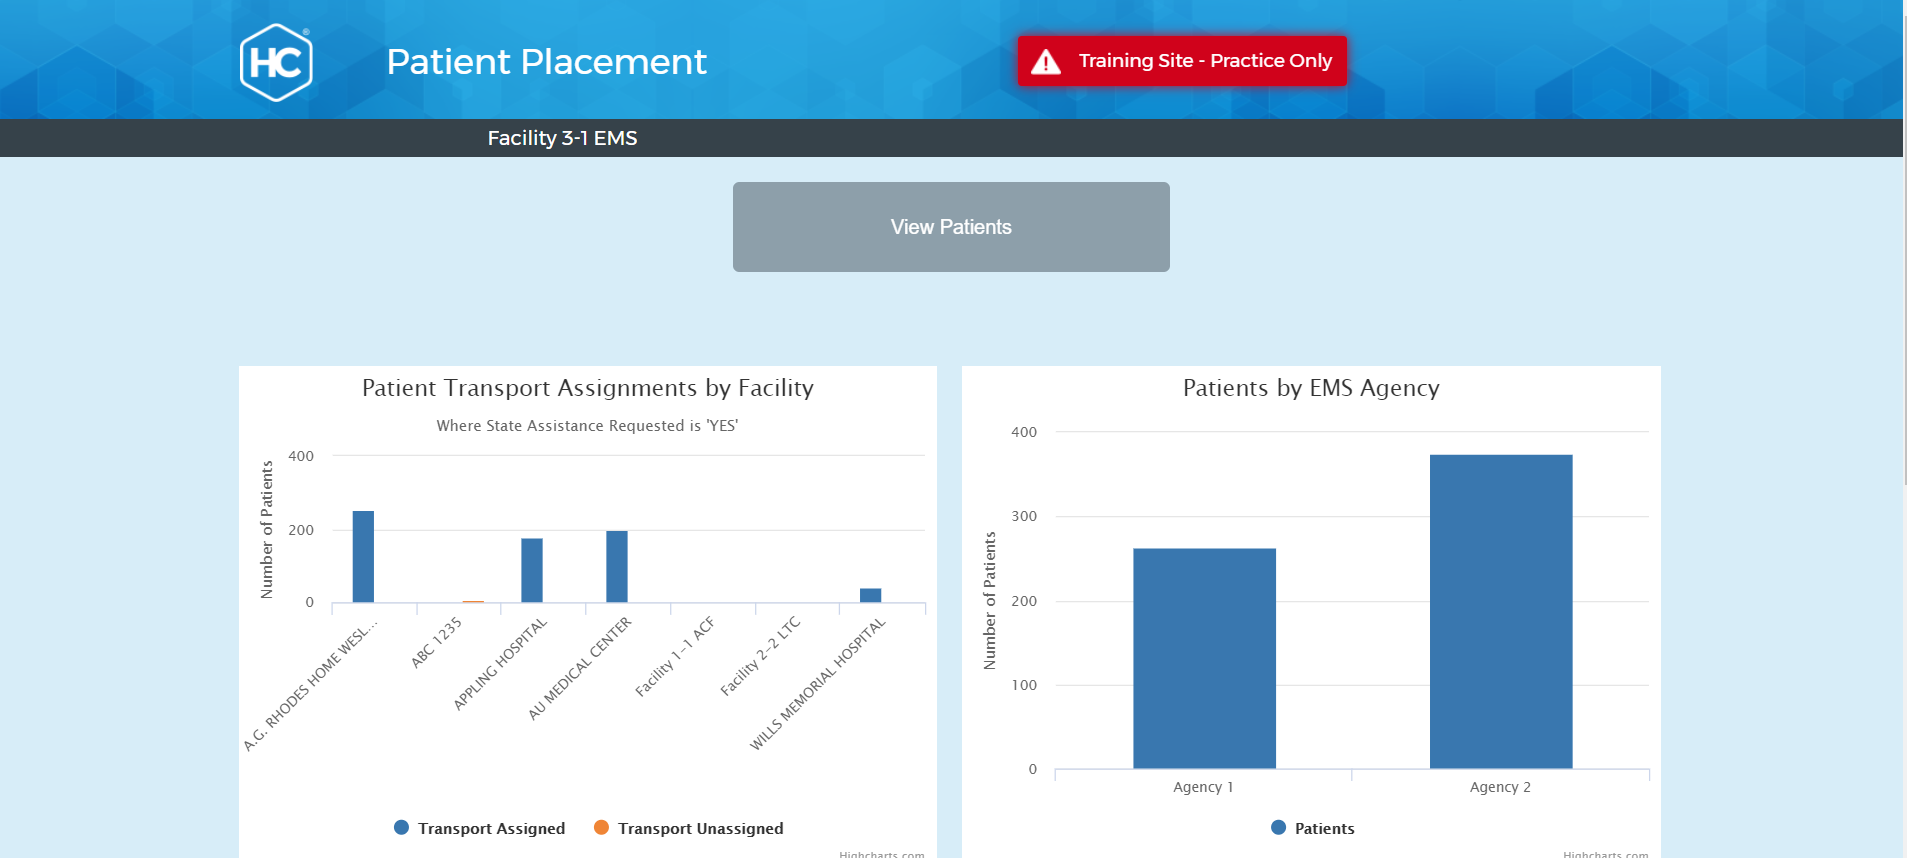 HC®
Patient Placement
Training Site - Practice Only
Facility 3-1 EMS
View Patients
Patient Transport Assignments by Facility
Where State Assistance Requested is 'YES'
Number of Patients
400
200
0
A.G. RHODES HOME WESL...
ABC 1235
APPLING HOSPITAL
AU MEDICAL CENTER
Facility 1-1 ACF
Facility 2-2 LTC
WILLS MEMORIAL HOSPITAL
Transport Assigned
Transport Unassigned
Highcharts.com
Patients by EMS Agency
Number of Patients
400
300
200
100
0
Agency 1
Agency 2
Patients
Highcharts.com